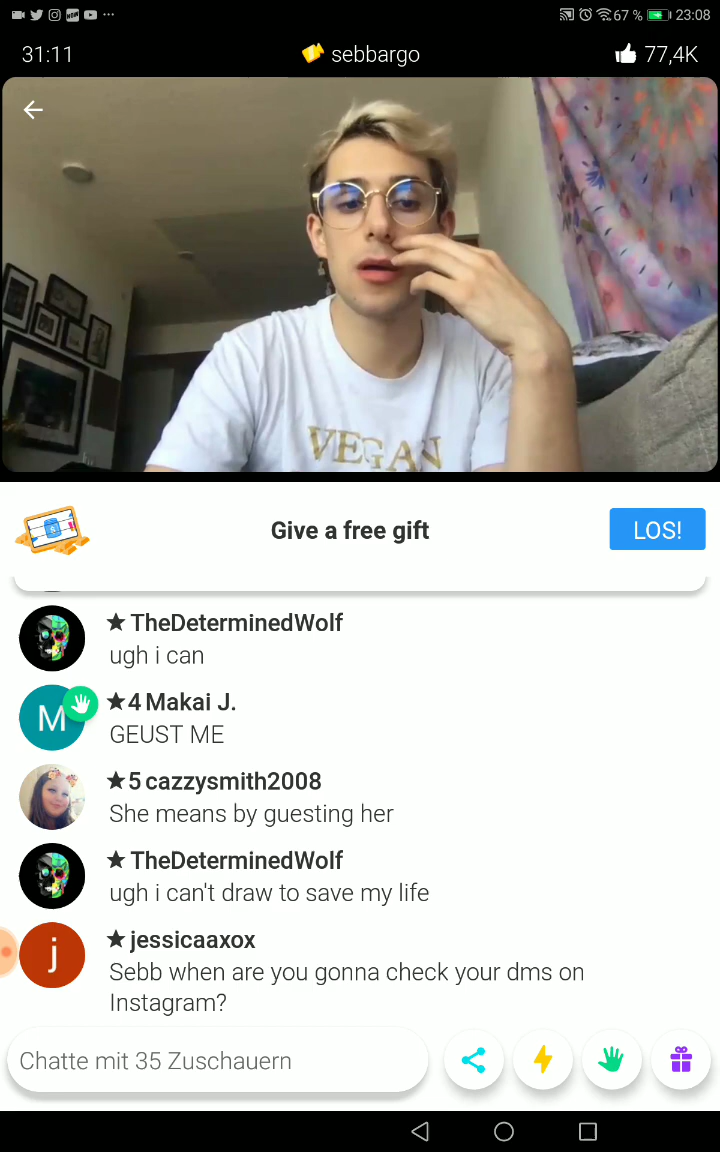 67 % 23:08
31:11 sebbargo 77,4K
VEGAN
Give a free gift LOS!
★ TheDeterminedWolf
ugh i can
M ★4 Makai J.
GEUST ME
★5 cazzysmith2008
She means by guesting her
★ TheDeterminedWolf
ugh i can't draw to save my life
j ★ jessicaaxox
Sebb when are you gonna check your dms on
Instagram?
Chatte mit 35 Zuschauern